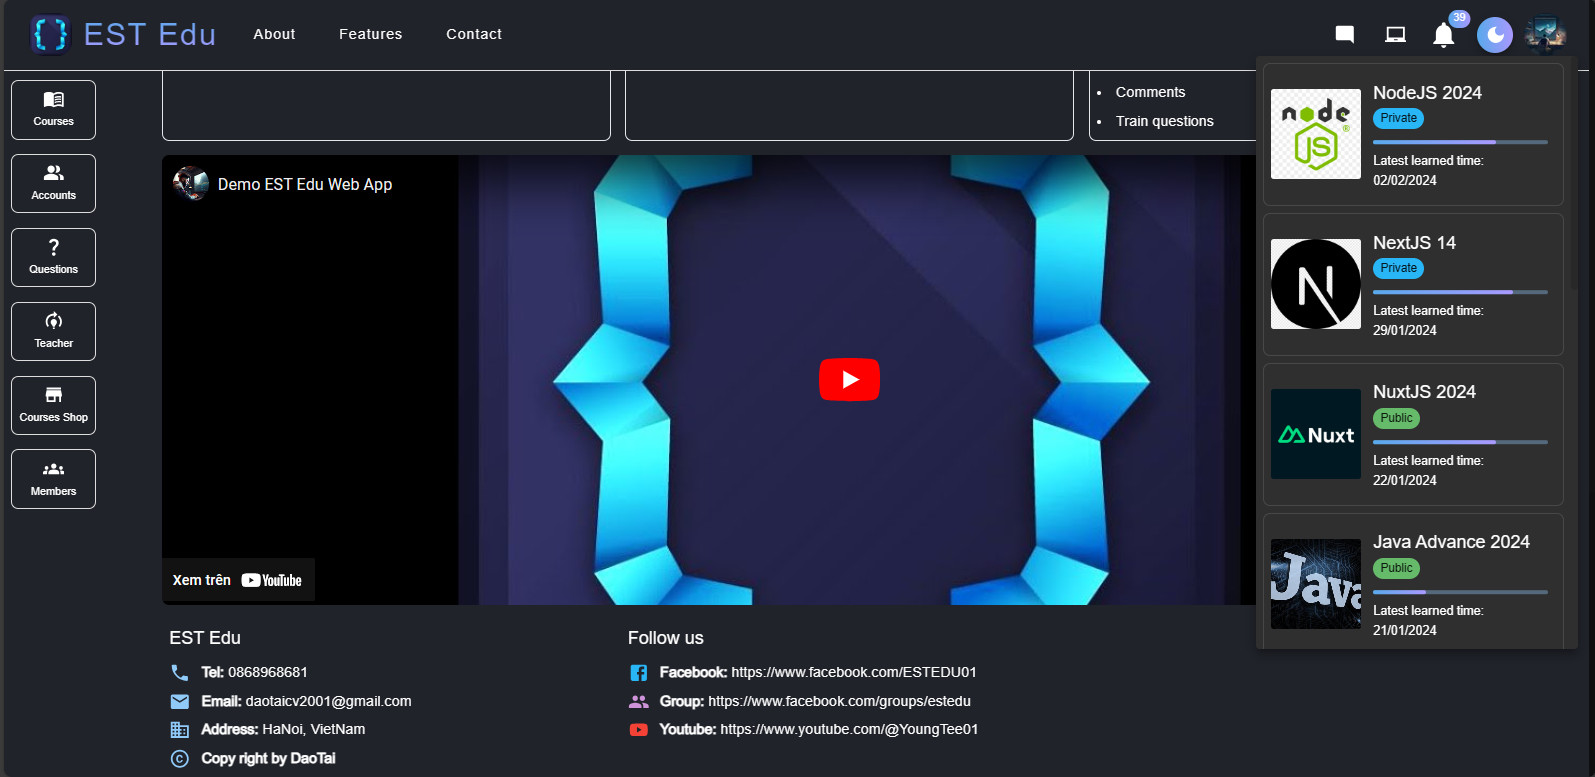 EST Edu
About
Features
Contact
39
Courses
Accounts
Questions
Teacher
Courses Shop
Members
Comments
Train questions
Demo EST Edu Web App
Xem trên YouTube
NodeJS 2024
Private
Latest learned time:
02/02/2024
node
JS
NextJS 14
Private
Latest learned time:
29/01/2024
N
NuxtJS 2024
Public
Latest learned time:
22/01/2024
Nuxt
Java Advance 2024
Public
Latest learned time:
21/01/2024
Java
EST Edu
Tel: 0868968681
Email: daotaicv2001@gmail.com
Address: HaNoi, VietNam
Copy right by DaoTai
Follow us
Facebook: https://www.facebook.com/ESTEDU01
Group: https://www.facebook.com/groups/estedu
Youtube: https://www.youtube.com/@YoungTee01